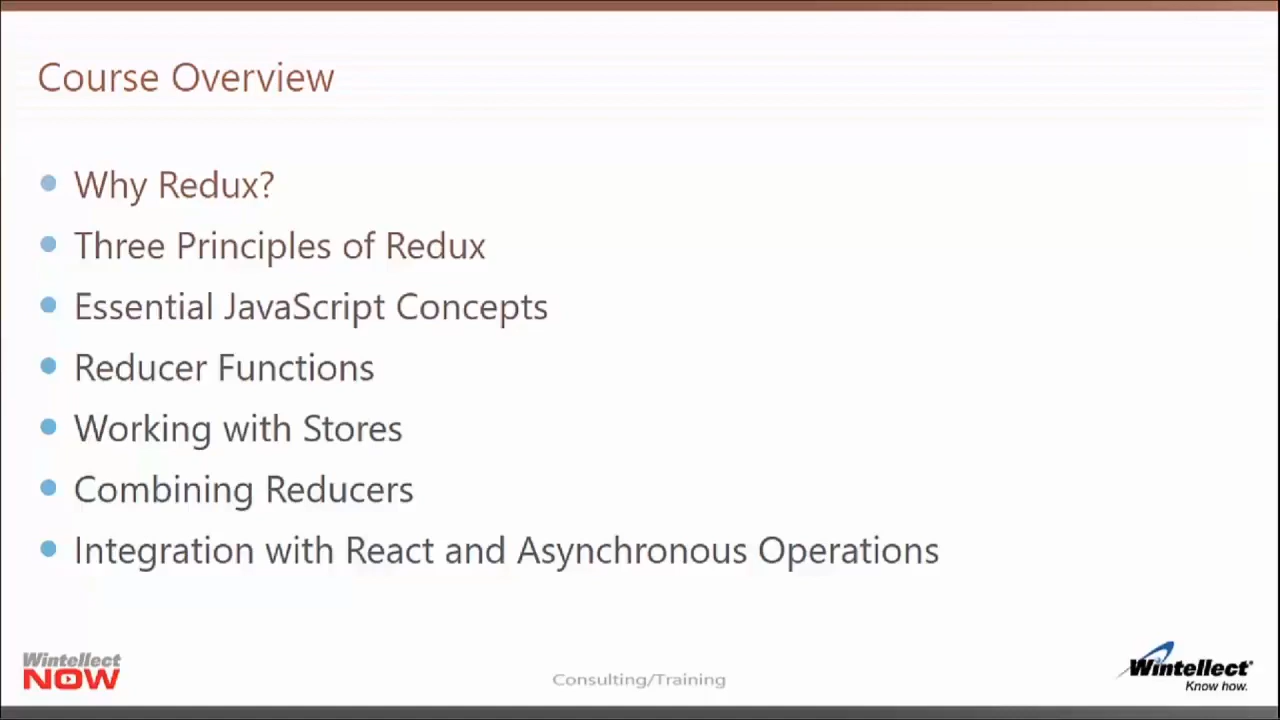 Course Overview
Why Redux?
Three Principles of Redux
Essential JavaScript Concepts
Reducer Functions
Working with Stores
Combining Reducers
Integration with React and Asynchronous Operations
Wintellect
NOW
Consulting/Training
Wintellect
Know how.